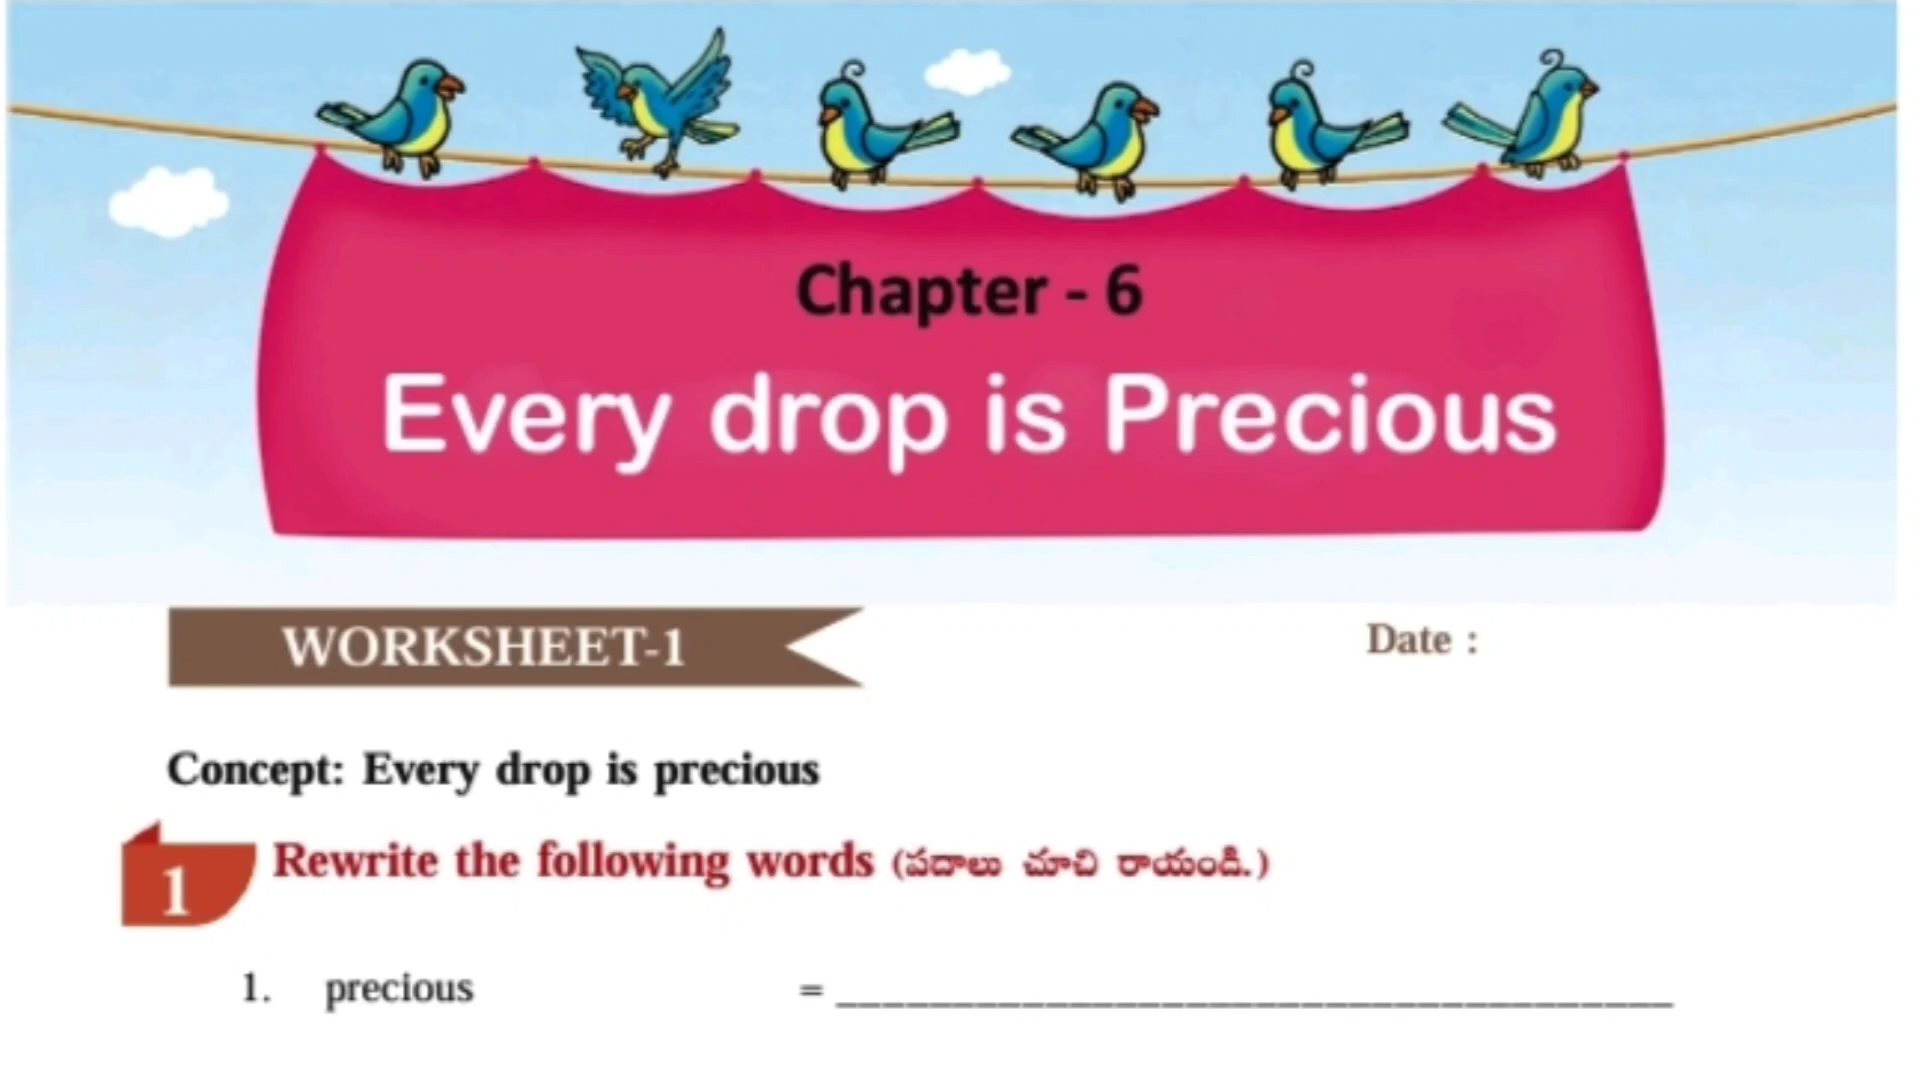 Chapter - 6
Every drop is Precious
WORKSHEET-1
Date :
Concept: Every drop is precious
1 Rewrite the following words (పదాలు చూచి రాయండి.)
1. precious = ____________________________________